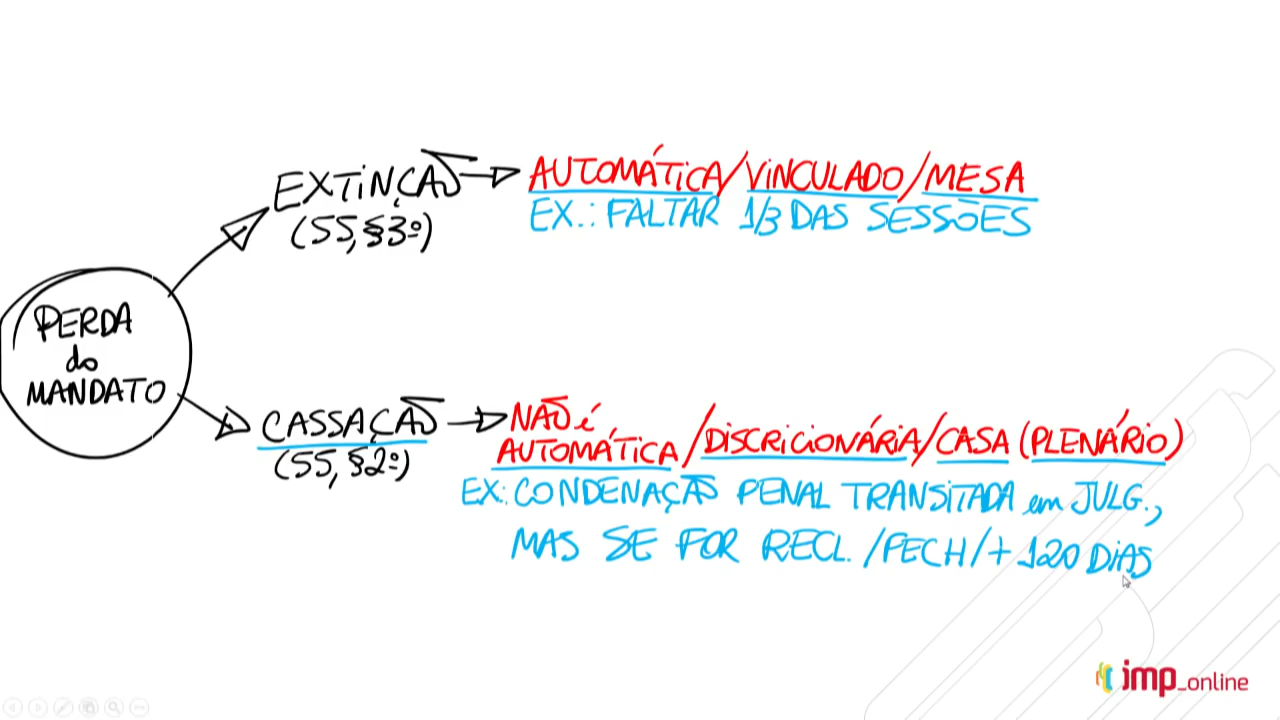 EXTINÇÃO
(55, §3º)
AUTOMÁTICA/VINCULADO/MESA
EX.: FALTAR 1/3 DAS SESSÕES
PERDA
do
MANDATO
CASSAÇÃO
(55, §2º)
NÃO é
AUTOMÁTICA/DISCRICIONÁRIA/CASA (PLENÁRIO)
EX: CONDENAÇÃO PENAL TRANSITADA em JULG.,
MAS SE FOR RECL./FECH/+ 120 DIAS
imp_online